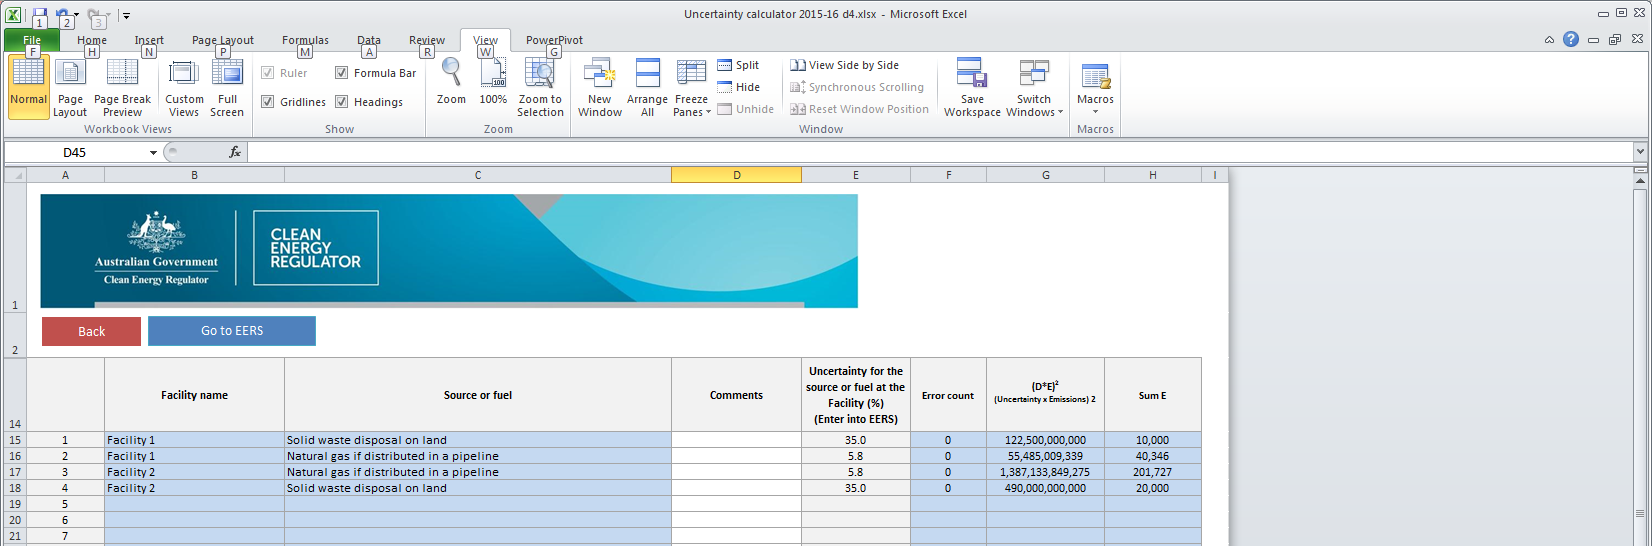 Uncertainty calculator 2015-16 d4.xlsx - Microsoft Excel
1 2 3
File Home Insert Page Layout Formulas Data Review View PowerPivot
F H N P M A R W G
Ruler Formula Bar Split View Side by Side
Hide Synchronous Scrolling
Normal Page Layout Page Break Preview Custom Views Full Screen Gridlines Headings Zoom 100% Zoom to Selection New Window Arrange All Freeze Panes Unhide Reset Window Position Save Workspace Switch Windows Macros
Workbook Views Show Zoom Window Macros
D45 fx
A B C D E F G H I
Australian Government
Clean Energy Regulator
CLEAN
ENERGY
REGULATOR
1
Back Go to EERS
2
14 Facility name Source or fuel Comments Uncertainty for the source or fuel at the Facility (%) (Enter into EERS) Error count (D*E)² (Uncertainty x Emissions) 2 Sum E
15 1 Facility 1 Solid waste disposal on land 35.0 0 122,500,000,000 10,000
16 2 Facility 1 Natural gas if distributed in a pipeline 5.8 0 55,485,009,339 40,346
17 3 Facility 2 Natural gas if distributed in a pipeline 5.8 0 1,387,133,849,275 201,727
18 4 Facility 2 Solid waste disposal on land 35.0 0 490,000,000,000 20,000
19 5
20 6
21 7